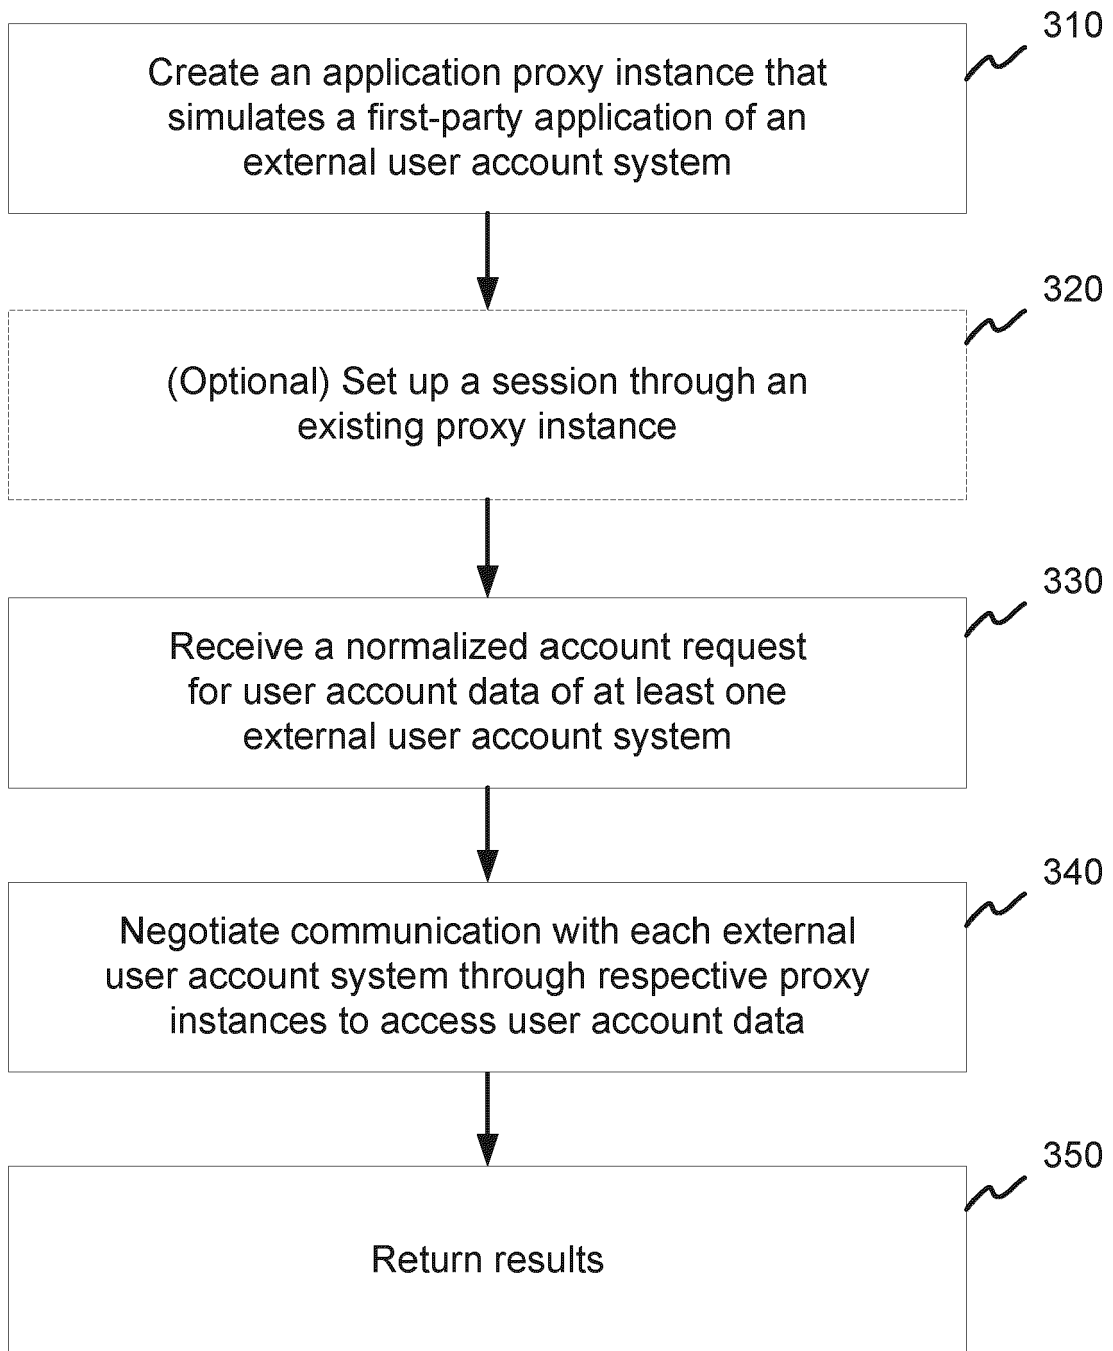 310
Create an application proxy instance that
simulates a first-party application of an
external user account system
320
(Optional) Set up a session through an
existing proxy instance
330
Receive a normalized account request
for user account data of at least one
external user account system
340
Negotiate communication with each external
user account system through respective proxy
instances to access user account data
350
Return results